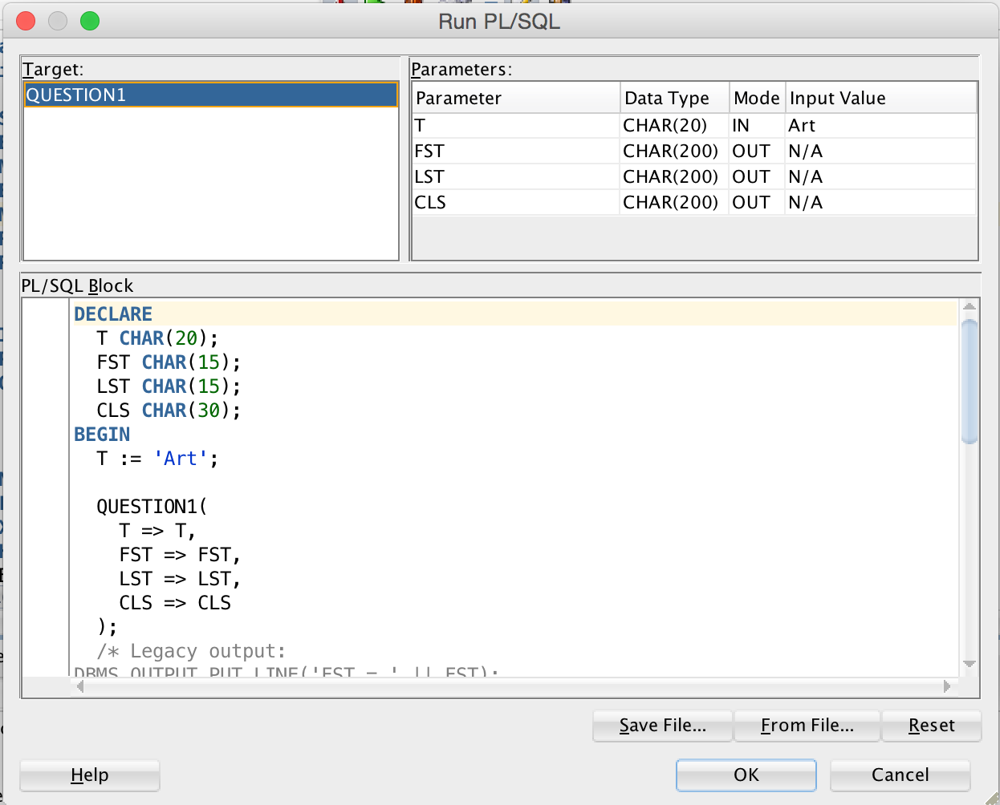 Run PL/SQL
Target:
QUESTION1
Parameters:
Parameter Data Type Mode Input Value
T CHAR(20) IN Art
FST CHAR(200) OUT N/A
LST CHAR(200) OUT N/A
CLS CHAR(200) OUT N/A
PL/SQL Block
DECLARE
T CHAR(20);
FST CHAR(15);
LST CHAR(15);
CLS CHAR(30);
BEGIN
T := 'Art';
QUESTION1(
T => T,
FST => FST,
LST => LST,
CLS => CLS
);
/* Legacy output:
DBMS_OUTPUT.PUT_LINE('FST = ' || FST);
Save File... From File... Reset
Help OK Cancel